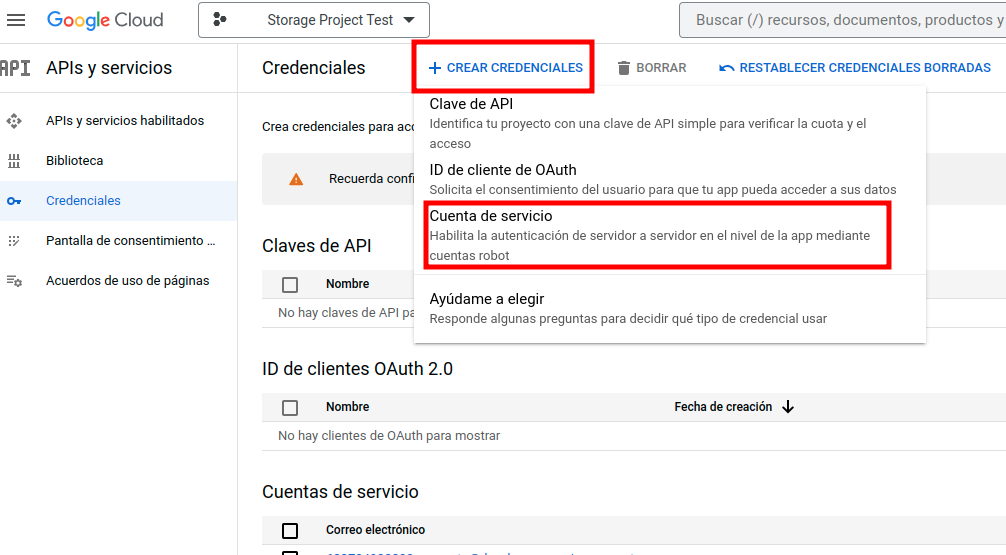 Google Cloud
Storage Project Test
Buscar (/) recursos, documentos, productos y
API
APIs y servicios
Credenciales
CREAR CREDENCIALES
BORRAR
RESTABLECER CREDENCIALES BORRADAS
APIs y servicios habilitados
Biblioteca
Credenciales
Pantalla de consentimiento ...
Acuerdos de uso de páginas
Crea credenciales para acc
Recuerda confi
Clave de API
Identifica tu proyecto con una clave de API simple para verificar la cuota y el
acceso
ID de cliente de OAuth
Solicita el consentimiento del usuario para que tu app pueda acceder a sus datos
Cuenta de servicio
Habilita la autenticación de servidor a servidor en el nivel de la app mediante
cuentas robot
Ayúdame a elegir
Responde algunas preguntas para decidir qué tipo de credencial usar
Claves de API
Nombre
No hay claves de API pa
ID de clientes OAuth 2.0
Nombre
Fecha de creación
No hay clientes de OAuth para mostrar
Cuentas de servicio
Correo electrónico